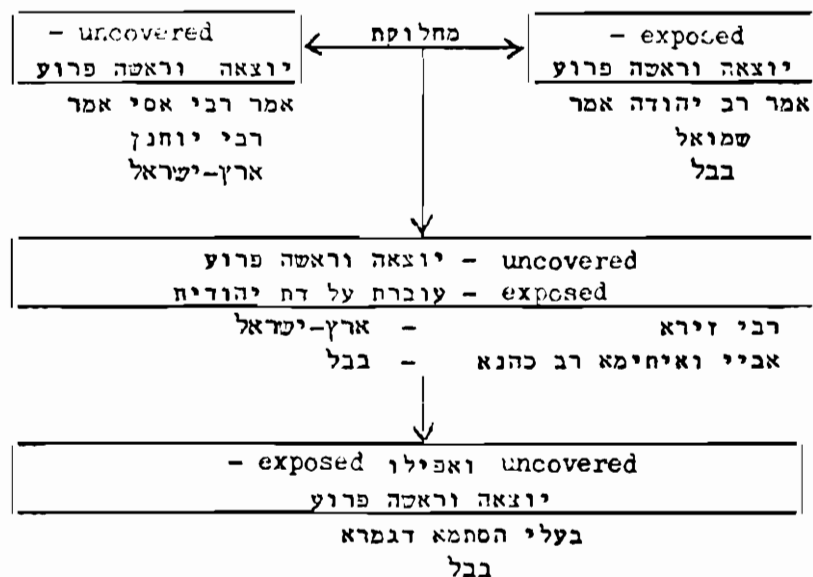 מחלוקת
exposed -
יוצאה וראשה פרוע
אמר רב יהודה אמר
שמואל
בבל
uncovered -
יוצאה וראשה פרוע
אמר רבי אסי אמר
רבי יוחנן
ארץ-ישראל
uncovered - יוצאה וראשה פרוע
exposed - עוברת על דת יהודית
רבי זירא - ארץ-ישראל
אביי ואיתימא רב כהנא - בבל
uncovered ואפילו exposed -
יוצאה וראשה פרוע
בעלי הסתמא דגמרא
בבל